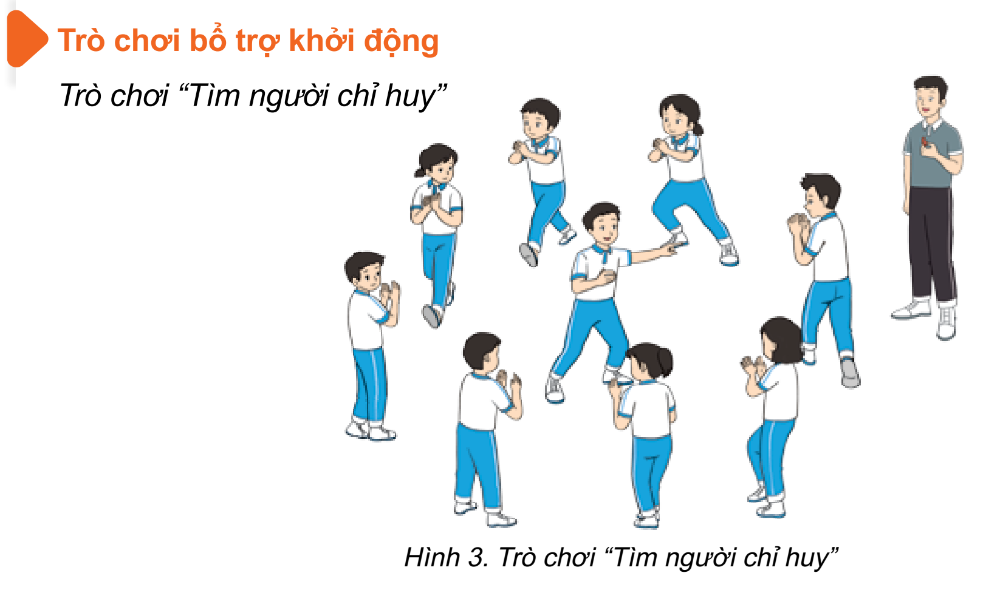 Trò chơi bổ trợ khởi động
Trò chơi “Tìm người chỉ huy”
Hình 3. Trò chơi “Tìm người chỉ huy”